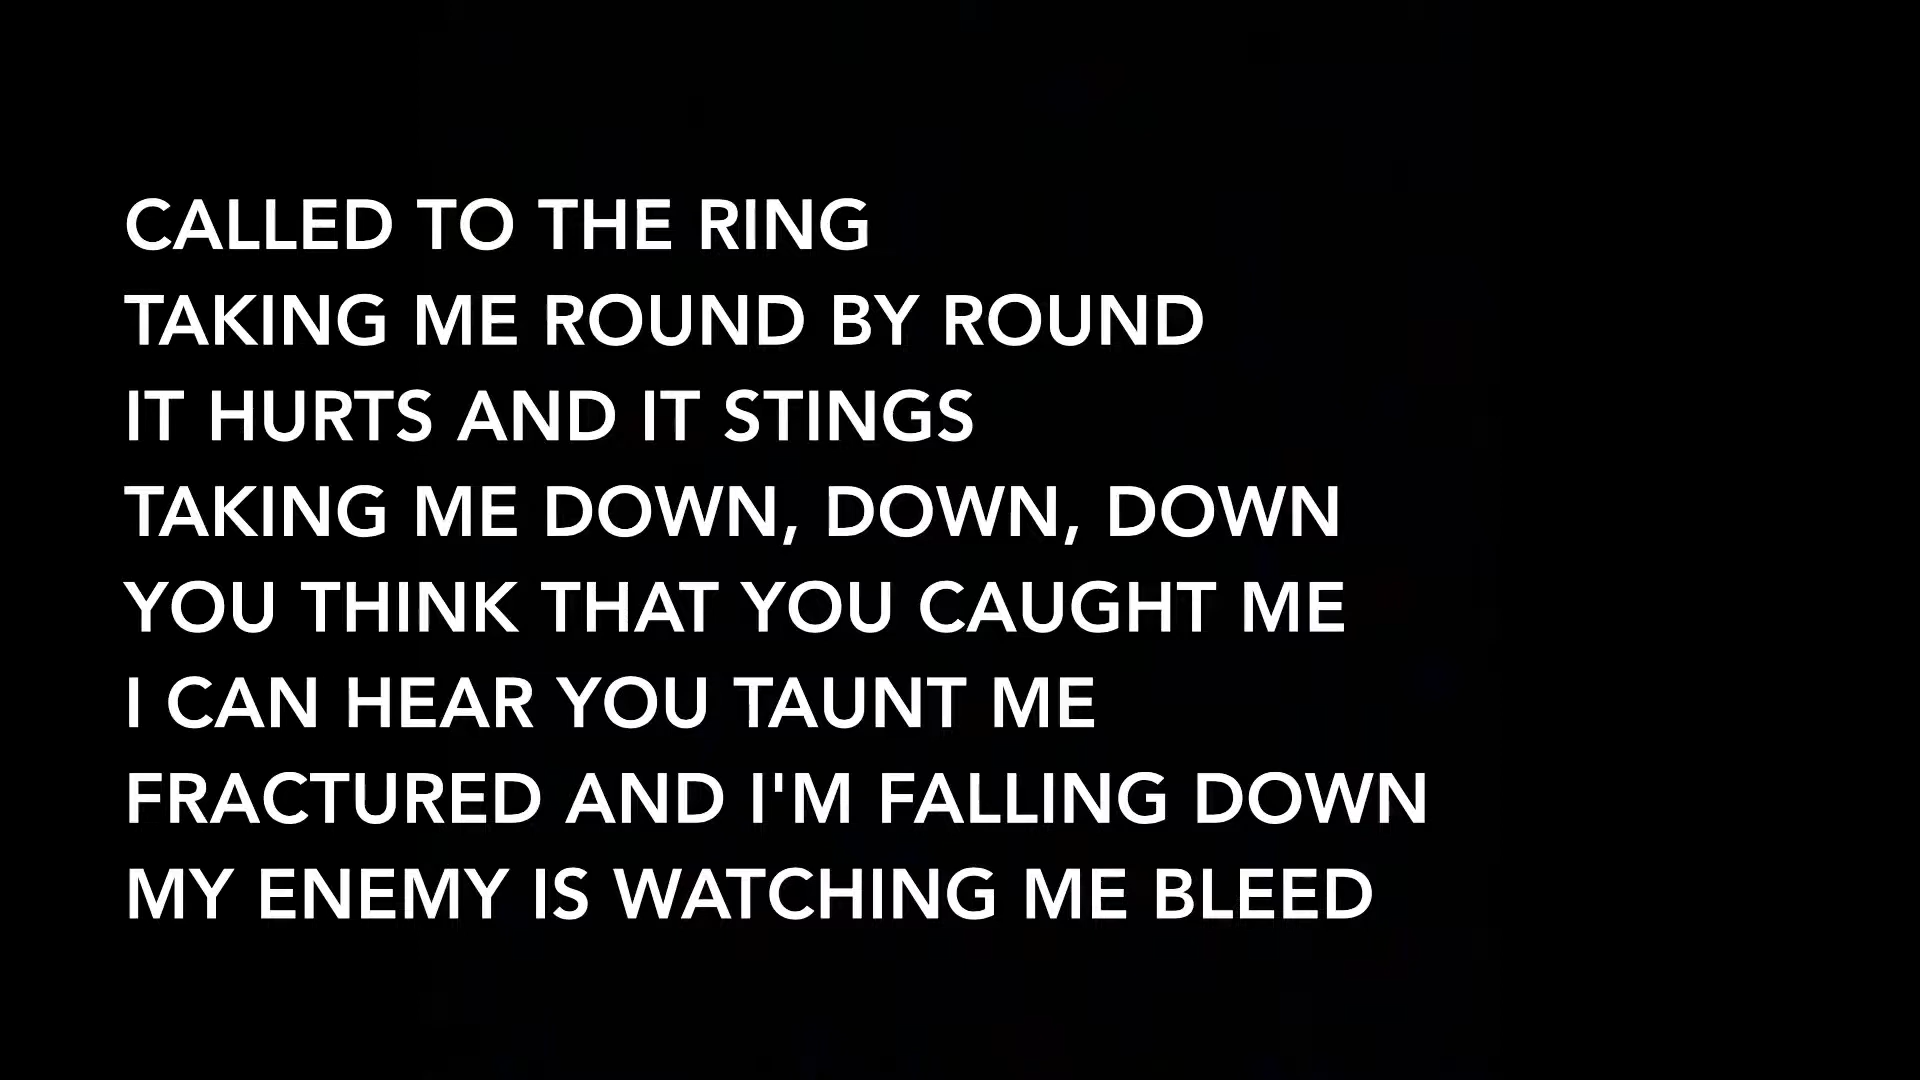 CALLED TO THE RING
TAKING ME ROUND BY ROUND
IT HURTS AND IT STINGS
TAKING ME DOWN, DOWN, DOWN
YOU THINK THAT YOU CAUGHT ME
I CAN HEAR YOU TAUNT ME
FRACTURED AND I'M FALLING DOWN
MY ENEMY IS WATCHING ME BLEED